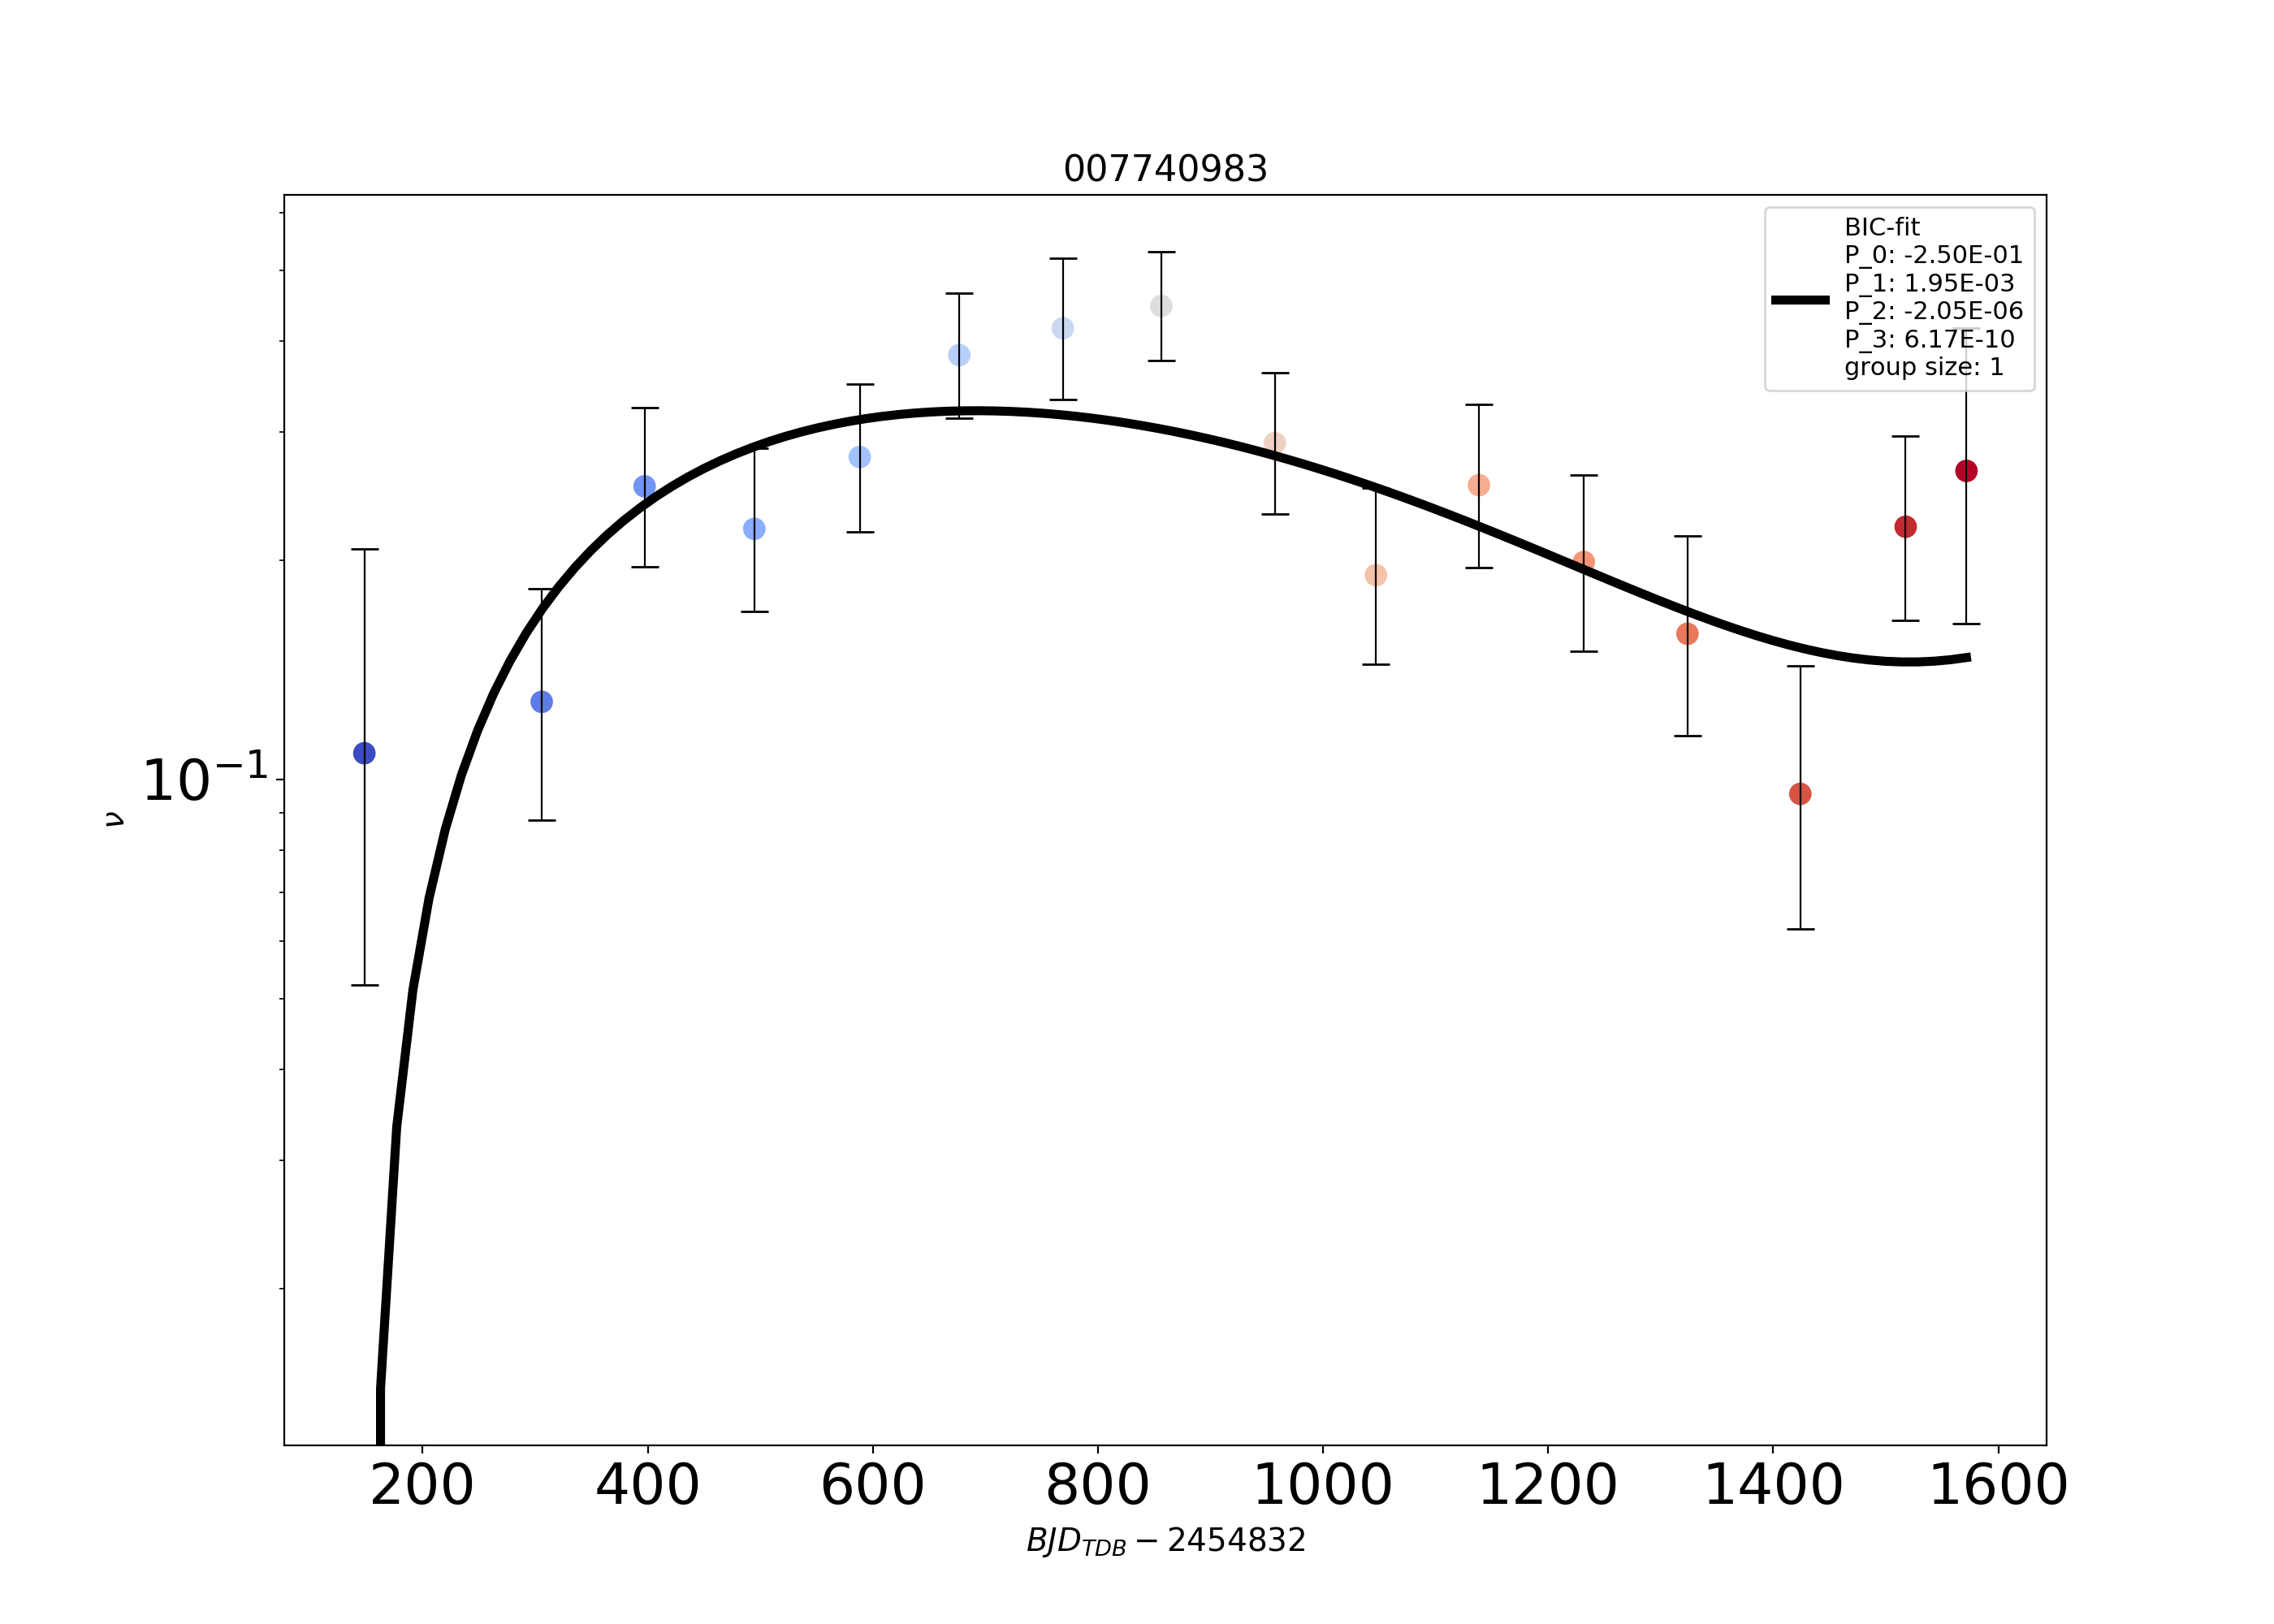 007740983
BIC-fit
P_0: -2.50E-01
P_1: 1.95E-03
P_2: -2.05E-06
P_3: 6.17E-10
group size: 1
10⁻¹
ν
200 400 600 800 1000 1200 1400 1600
BJD_TDB − 2454832